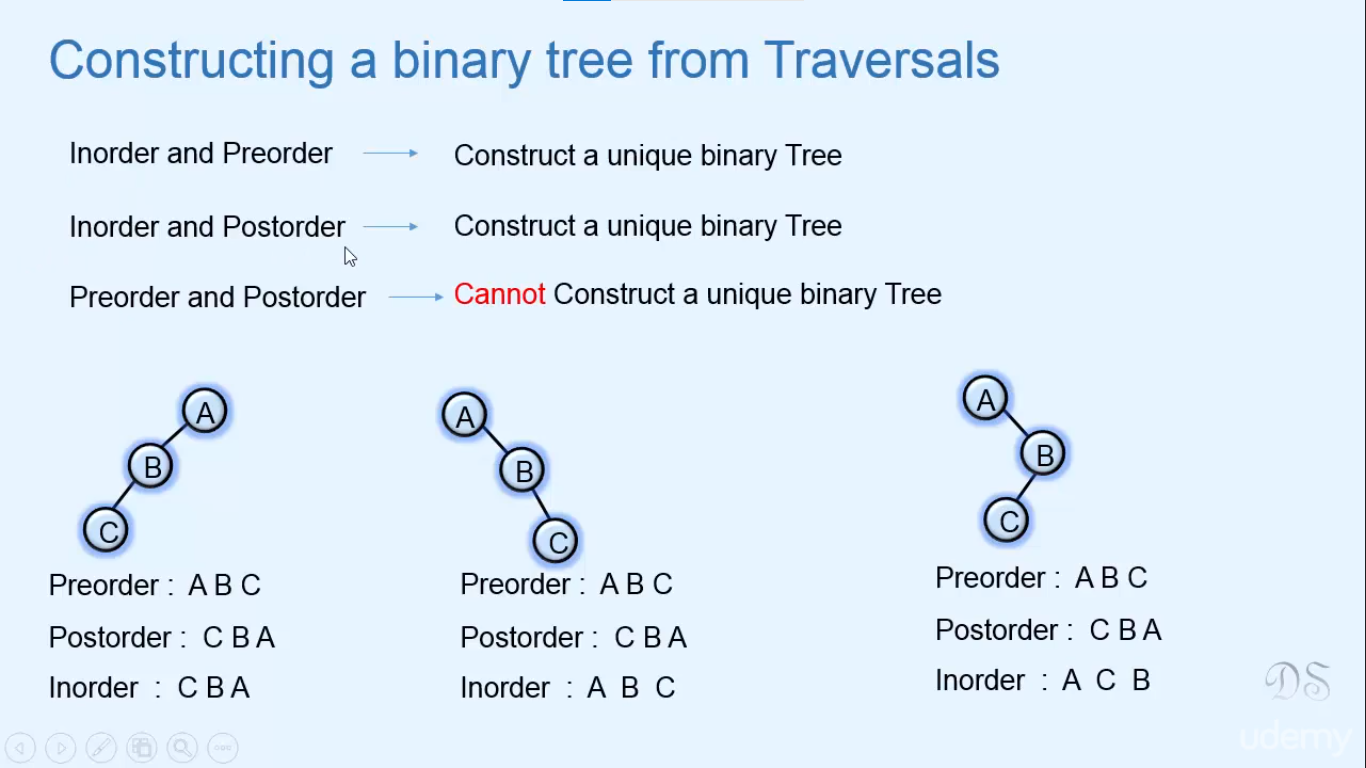 Constructing a binary tree from Traversals
Inorder and Preorder
Construct a unique binary Tree
Inorder and Postorder
Construct a unique binary Tree
Preorder and Postorder
Cannot Construct a unique binary Tree
A
B
C
Preorder : A B C
Postorder : C B A
Inorder : C B A
A
B
C
Preorder : A B C
Postorder : C B A
Inorder : A B C
A
B
C
Preorder : A B C
Postorder : C B A
Inorder : A C B
DS
udemy